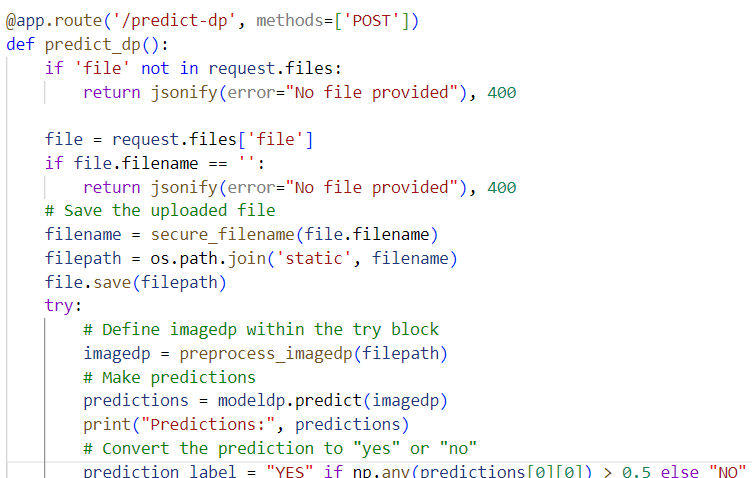 @app.route('/predict-dp', methods=['POST'])
def predict_dp():
    if 'file' not in request.files:
        return jsonify(error="No file provided"), 400

    file = request.files['file']
    if file.filename == '':
        return jsonify(error="No file provided"), 400
    # Save the uploaded file
    filename = secure_filename(file.filename)
    filepath = os.path.join('static', filename)
    file.save(filepath)
    try:
        # Define imagedp within the try block
        imagedp = preprocess_imagedp(filepath)
        # Make predictions
        predictions = modeldp.predict(imagedp)
        print("Predictions:", predictions)
        # Convert the prediction to "yes" or "no"
        prediction_label = "YES" if np.any(predictions[0][0]) > 0.5 else "NO"